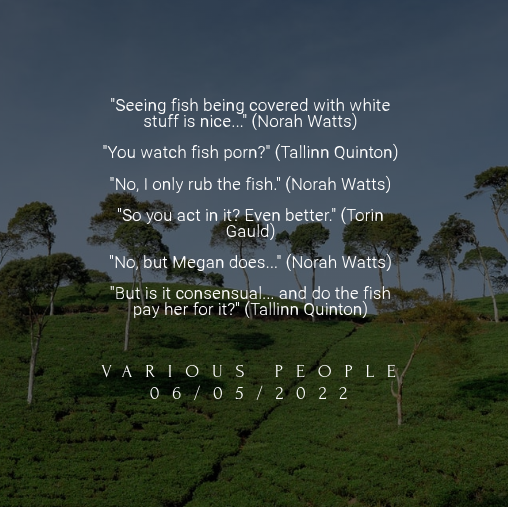 "Seeing fish being covered with white
stuff is nice..." (Norah Watts)
"You watch fish porn?" (Tallinn Quinton)
"No, I only rub the fish." (Norah Watts)
"So you act in it? Even better." (Torin
Gauld)
"No, but Megan does..." (Norah Watts)
"But is it consensual... and do the fish
pay her for it?" (Tallinn Quinton)
VARIOUS PEOPLE
06/05/2022